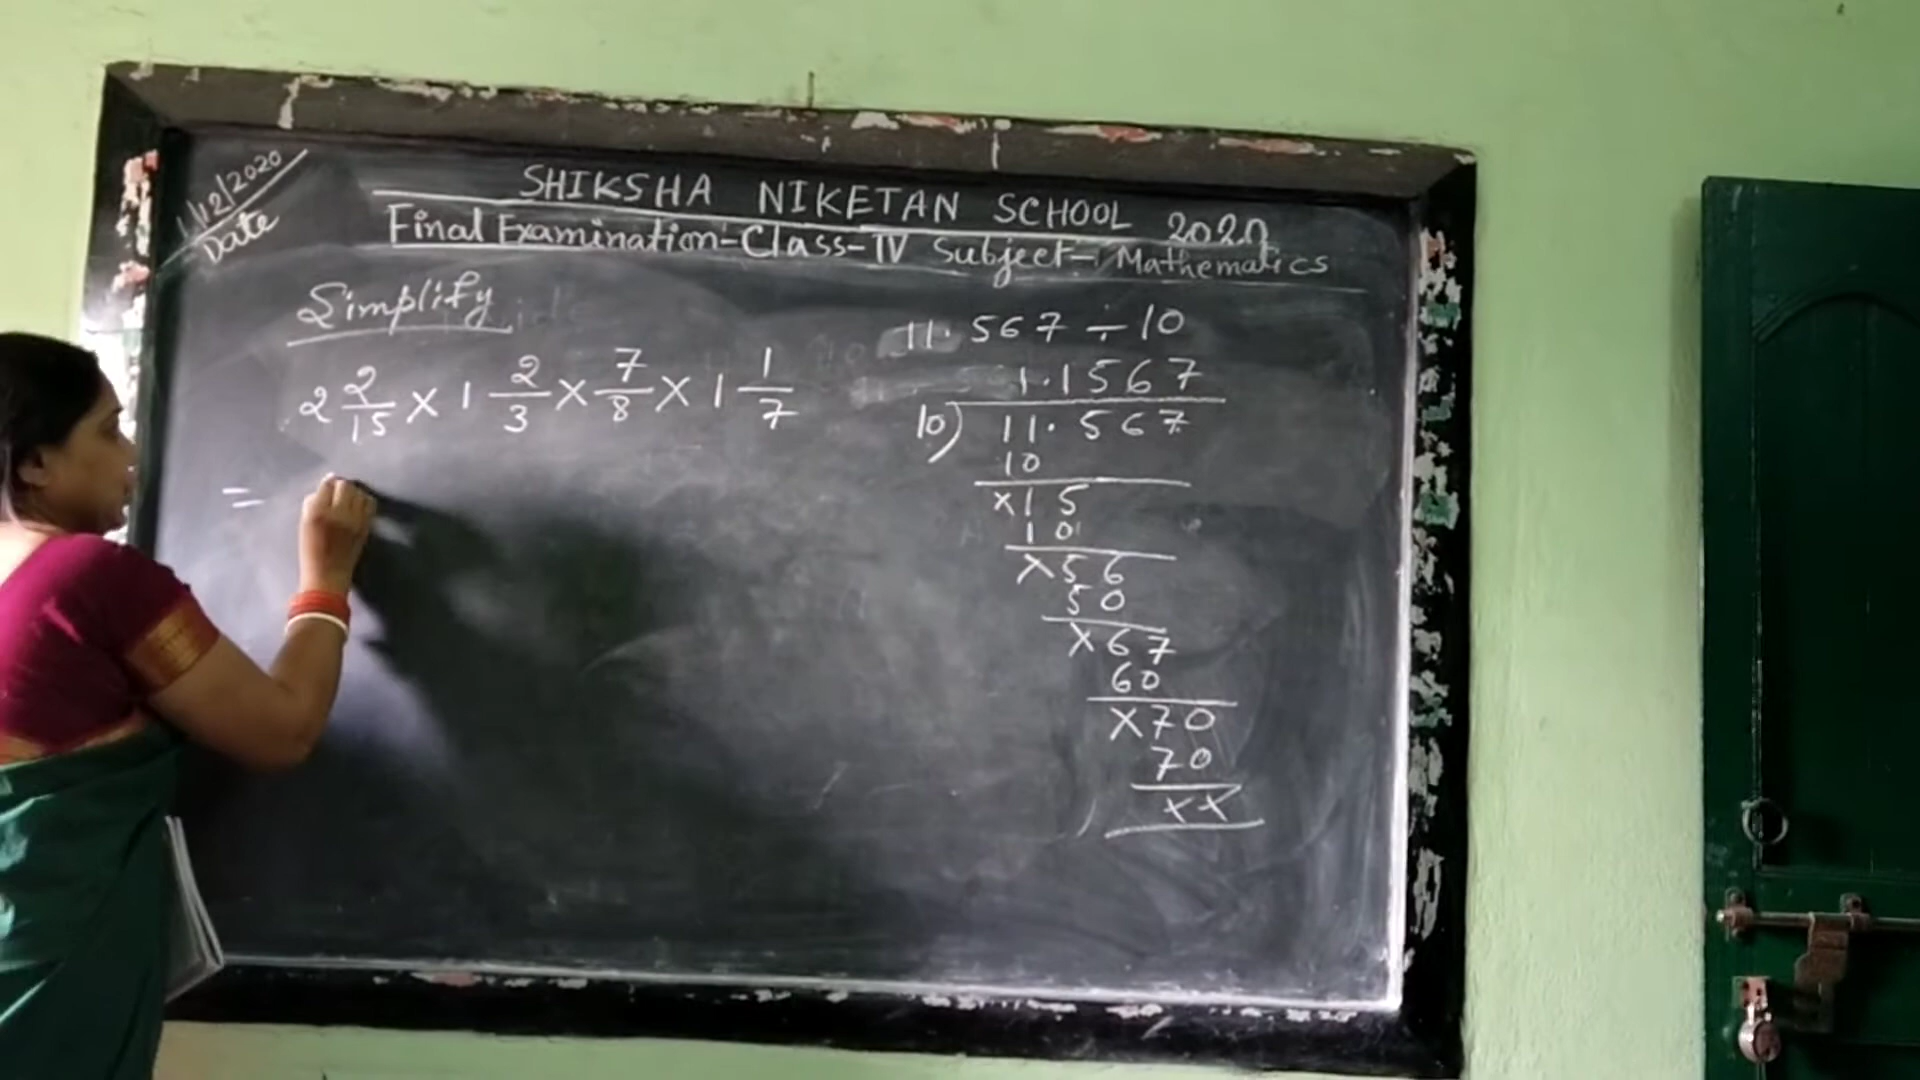 1/12/2020
Date
SHIKSHA NIKETAN SCHOOL 2020
Final Examination-Class-IV Subject- Mathematics
Simplify
2 2/15 × 1 2/3 × 7/8 × 1 1/7
=
11.567 ÷ 10
1.1567
10) 11.567
10
×15
10
×56
50
×67
60
×70
70
××